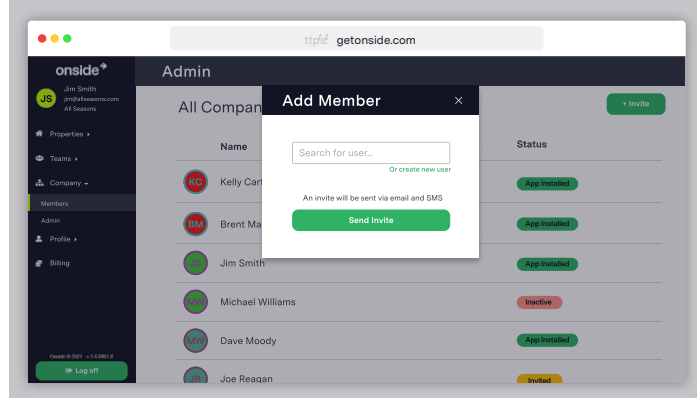 getonside.com
onside
JS
Jim Smith
jim@allseasons.com
All Seasons
Properties
Teams
Company
Members
Admin
Profile
Billing
Log off
Admin
All Compan
+ Invite
Name
Status
KC
Kelly Cart
App Installed
BM
Brent Ma
App Installed
JS
Jim Smith
App Installed
MW
Michael Williams
Inactive
MW
Dave Moody
App Installed
JR
Joe Reagan
Invited
Add Member
Search for user...
Or create new user
An invite will be sent via email and SMS
Send Invite